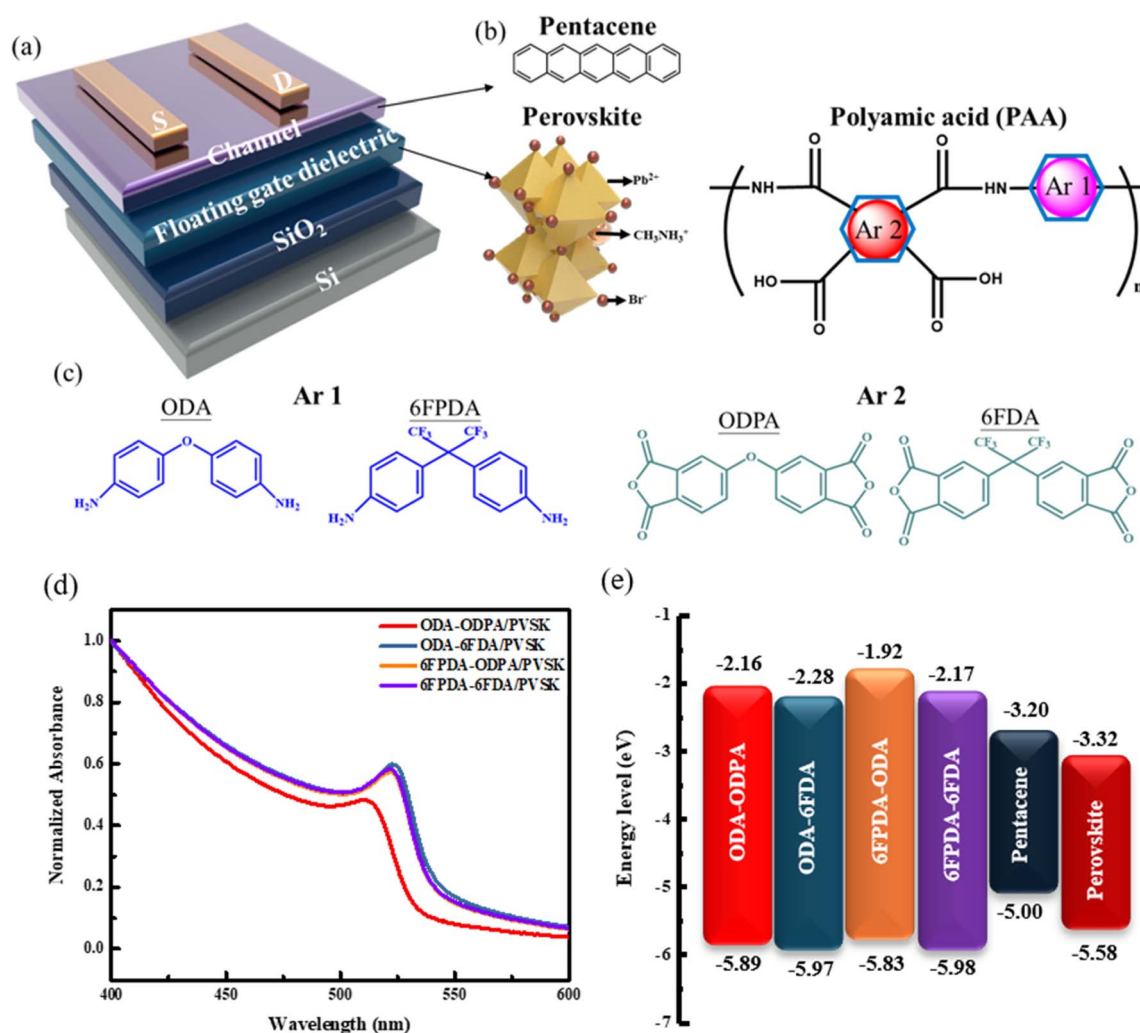 (a)
S
D
Channel
Floating gate dielectric
SiO₂
Si
(b)
Pentacene
Perovskite
Pb²⁺
CH₃NH₃⁺
Br⁻
Polyamic acid (PAA)
O
O
NH
HN
Ar 1
Ar 2
HO
OH
O
O
n
(c)
Ar 1
ODA
O
H₂N
NH₂
6FPDA
CF₃
CF₃
H₂N
NH₂
Ar 2
ODPA
O
O
O
O
O
O
O
6FDA
CF₃
CF₃
O
O
O
O
O
O
(d)
Normalized Absorbance
1.0
0.8
0.6
0.4
0.2
0.0
ODA-ODPA/PVSK
ODA-6FDA/PVSK
6FPDA-ODPA/PVSK
6FPDA-6FDA/PVSK
400
450
500
550
600
Wavelength (nm)
(e)
Energy level (eV)
-1
-2
-3
-4
-5
-6
-7
-2.16
-2.28
-1.92
-2.17
-3.20
-3.32
ODA-ODPA
ODA-6FDA
6FPDA-ODA
6FPDA-6FDA
Pentacene
Perovskite
-5.89
-5.97
-5.83
-5.98
-5.00
-5.58